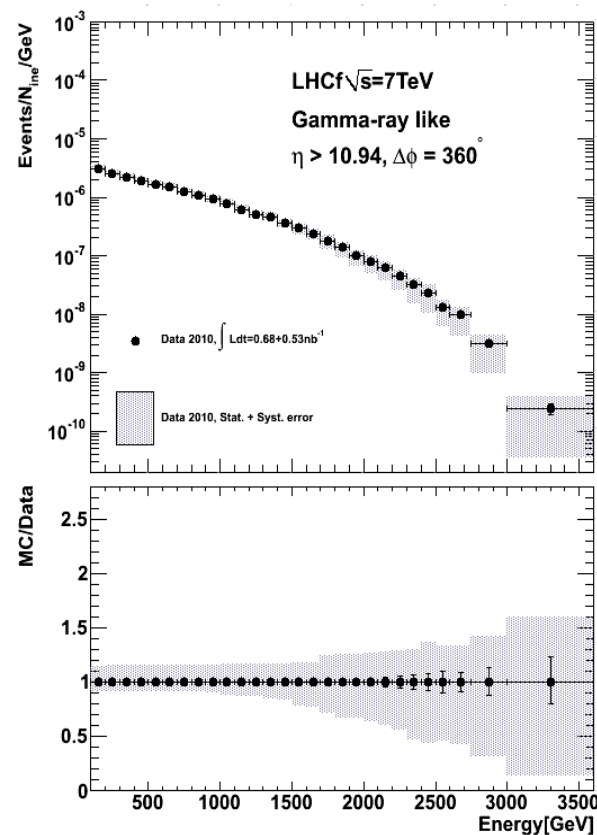 10⁻³
10⁻⁴
10⁻⁵
10⁻⁶
10⁻⁷
10⁻⁸
10⁻⁹
10⁻¹⁰
Events/Nᵢₙₑ/GeV
LHCf√s=7TeV
Gamma-ray like
η > 10.94, Δϕ = 360°
Data 2010, ∫ Ldt=0.68+0.53nb⁻¹
Data 2010, Stat. + Syst. error
MC/Data
2.5
2
1.5
1
0.5
0
500 1000 1500 2000 2500 3000 3500
Energy[GeV]